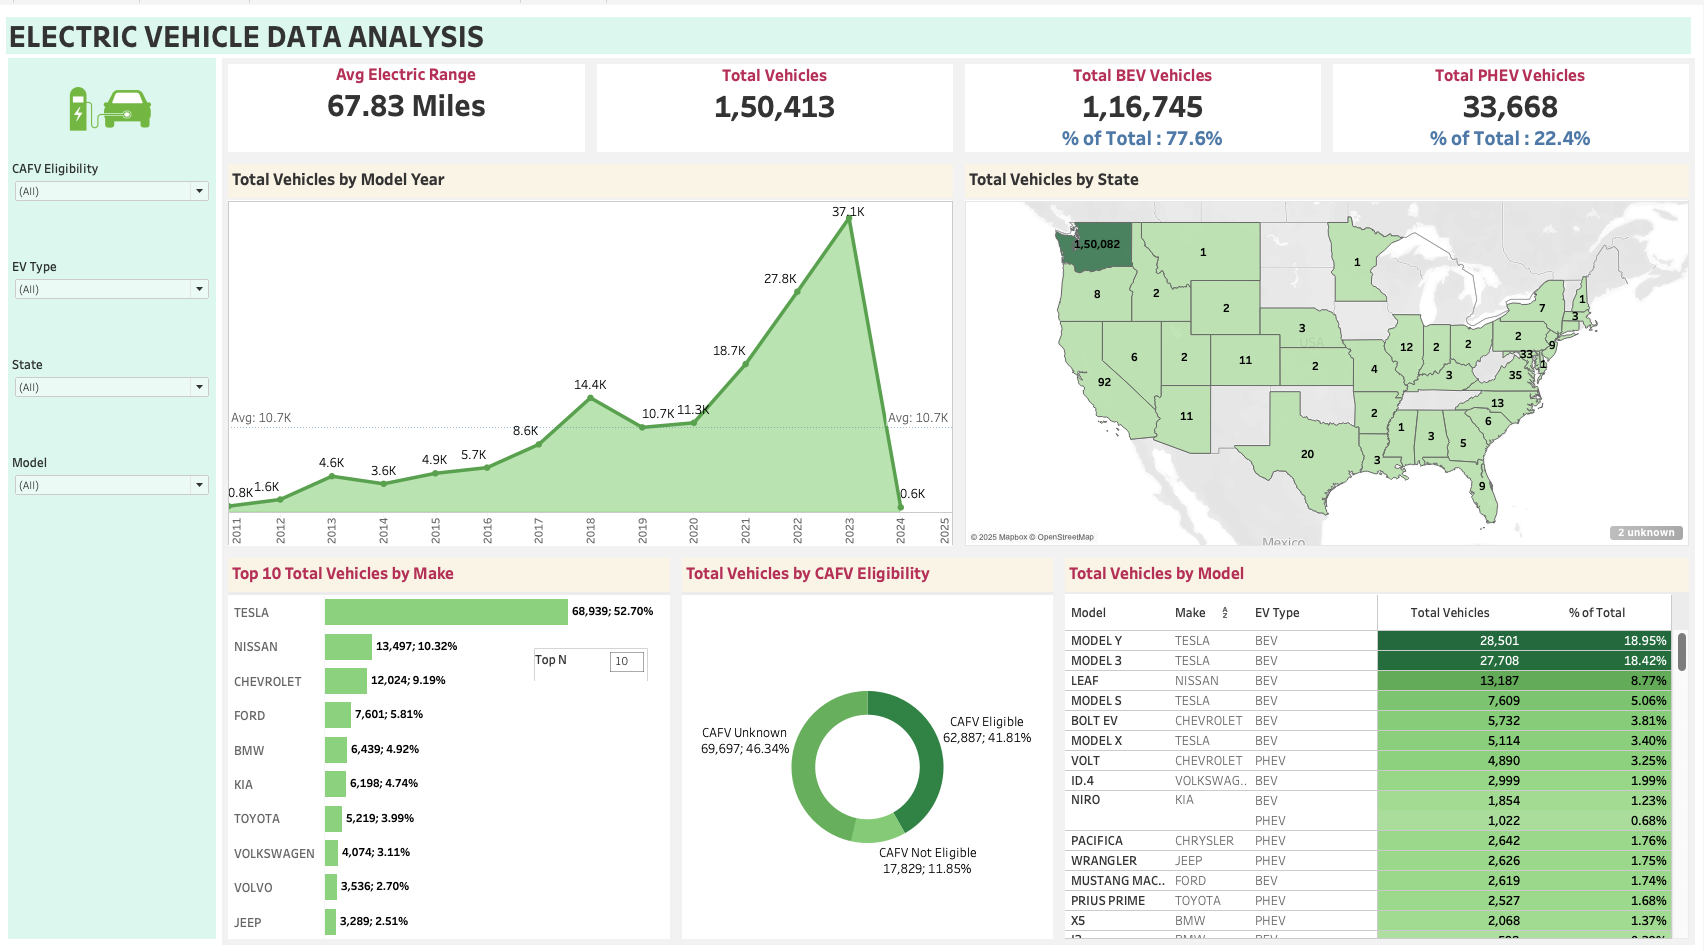 ELECTRIC VEHICLE DATA ANALYSIS
CAFV Eligibility
(All)
EV Type
(All)
State
(All)
Model
(All)
Avg Electric Range
67.83 Miles
Total Vehicles
1,50,413
Total BEV Vehicles
1,16,745
% of Total : 77.6%
Total PHEV Vehicles
33,668
% of Total : 22.4%
Total Vehicles by Model Year
37.1K
27.8K
18.7K
14.4K
10.7K
11.3K
Avg: 10.7K
Avg: 10.7K
8.6K
5.7K
4.9K
4.6K
3.6K
1.6K
0.8K
0.6K
2011
2012
2013
2014
2015
2016
2017
2018
2019
2020
2021
2022
2023
2024
2025
Total Vehicles by State
1,50,082
1
1
8
2
2
7
1
3
3
USA
2
9
6
2
11
2
12
2
2
33
1
92
4
3
35
11
2
13
6
1
3
5
20
3
9
© 2025 Mapbox © OpenStreetMap
Mexico
2 unknown
Top 10 Total Vehicles by Make
TESLA 68,939; 52.70%
NISSAN 13,497; 10.32%
Top N 10
CHEVROLET 12,024; 9.19%
FORD 7,601; 5.81%
BMW 6,439; 4.92%
KIA 6,198; 4.74%
TOYOTA 5,219; 3.99%
VOLKSWAGEN 4,074; 3.11%
VOLVO 3,536; 2.70%
JEEP 3,289; 2.51%
Total Vehicles by CAFV Eligibility
CAFV Eligible
62,887; 41.81%
CAFV Unknown
69,697; 46.34%
CAFV Not Eligible
17,829; 11.85%
Total Vehicles by Model
Model Make EV Type Total Vehicles % of Total
MODEL Y TESLA BEV 28,501 18.95%
MODEL 3 TESLA BEV 27,708 18.42%
LEAF NISSAN BEV 13,187 8.77%
MODEL S TESLA BEV 7,609 5.06%
BOLT EV CHEVROLET BEV 5,732 3.81%
MODEL X TESLA BEV 5,114 3.40%
VOLT CHEVROLET PHEV 4,890 3.25%
ID.4 VOLKSWAG.. BEV 2,999 1.99%
NIRO KIA BEV 1,854 1.23%
PHEV 1,022 0.68%
PACIFICA CHRYSLER PHEV 2,642 1.76%
WRANGLER JEEP PHEV 2,626 1.75%
MUSTANG MAC.. FORD BEV 2,619 1.74%
PRIUS PRIME TOYOTA PHEV 2,527 1.68%
X5 BMW PHEV 2,068 1.37%